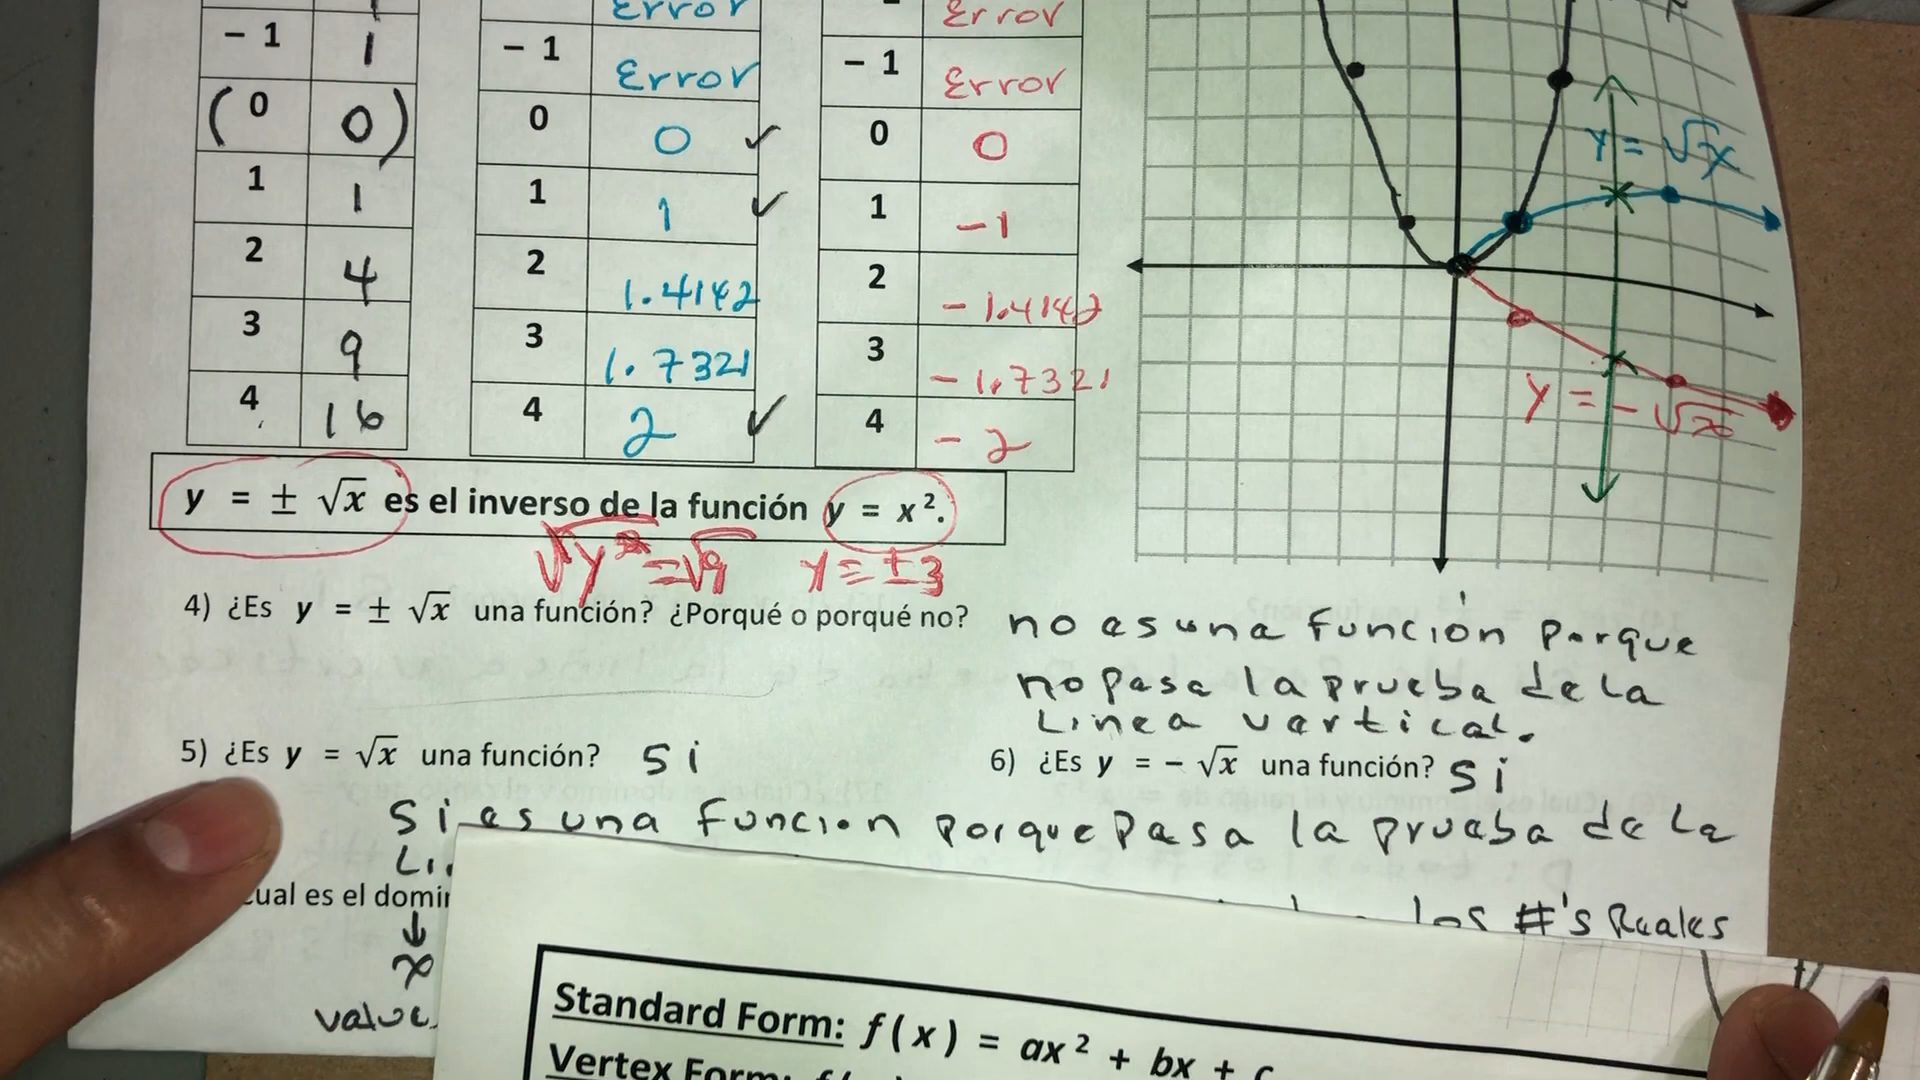 Error
Error
- 1 1
- 1 Error
- 1 Error
(0 0)
0 0 ✓
0 0
1 1
1 1 ✓
1 -1
2 4
2 1.4142
2 - 1.4142
3 9
3 1.7321
3 - 1.7321
4 16
4 2 ✓
4 - 2
y = √x
y = - √x
y = ± √x es el inverso de la función y = x².
√y² = √9 y = ±3
4) ¿Es y = ± √x una función? ¿Porqué o porqué no?
no es una función porque
no pasa la prueba de la
Linea vertical.
5) ¿Es y = √x una función? Si
6) ¿Es y = - √x una función? Si
Si es una funcion porque pasa la prueba de la
ual es el domin
los #'s Reales
x
valoe
Standard Form: f(x) = ax² + bx + c
Vertex Form: